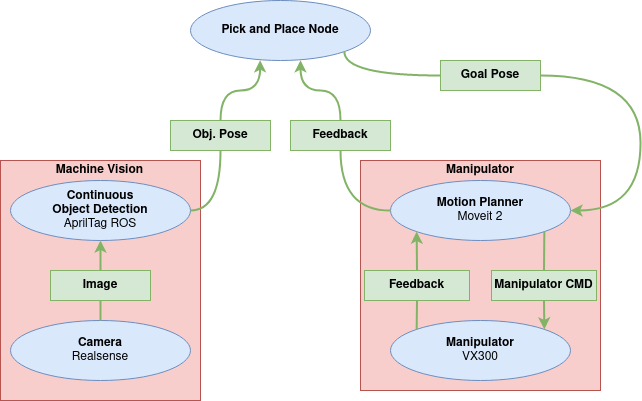 Pick and Place Node
Goal Pose
Obj. Pose
Feedback
Machine Vision
Continuous
Object Detection
AprilTag ROS
Image
Camera
Realsense
Manipulator
Motion Planner
Moveit 2
Feedback
Manipulator CMD
Manipulator
VX300